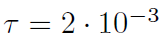 τ = 2 · 10⁻³